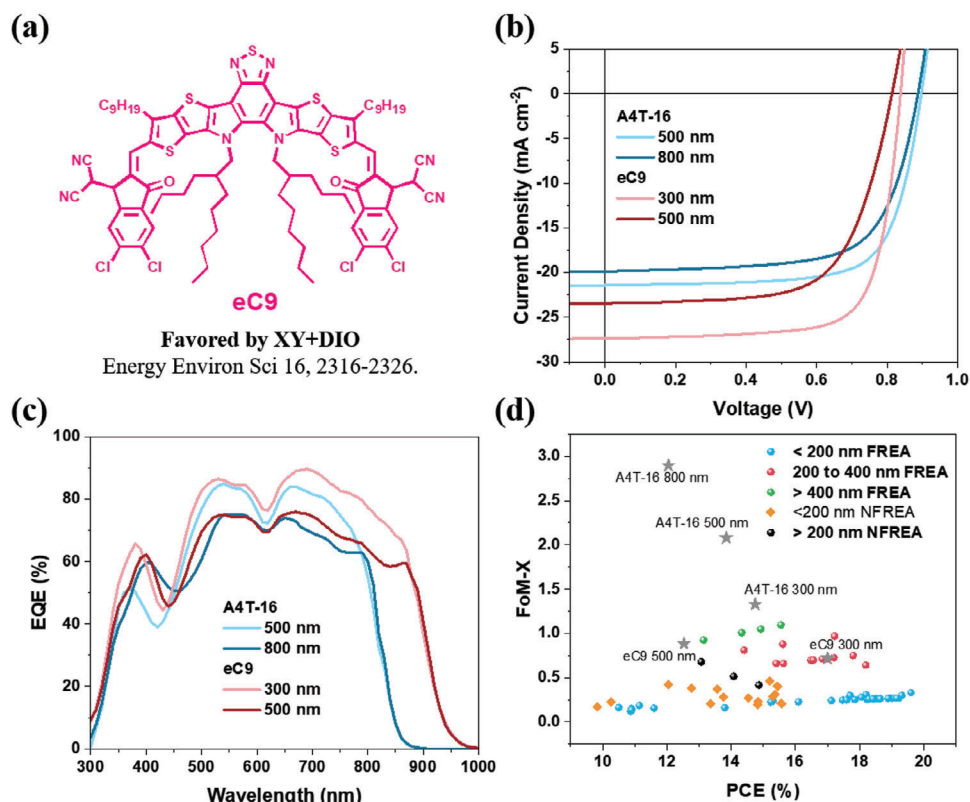 (a)
S
N N
C₉H₁₉ S S C₉H₁₉
S N N S
CN CN
NC O O CN
Cl Cl Cl Cl
eC9
Favored by XY+DIO
Energy Environ Sci 16, 2316-2326.
(b)
5
0
-5
-10
-15
-20
-25
-30
0.0 0.2 0.4 0.6 0.8 1.0
Current Density (mA cm⁻²)
Voltage (V)
A4T-16
500 nm
800 nm
eC9
300 nm
500 nm
(c)
100
80
60
40
20
0
300 400 500 600 700 800 900 1000
EQE (%)
Wavelength (nm)
A4T-16
500 nm
800 nm
eC9
300 nm
500 nm
(d)
3.0
2.5
2.0
1.5
1.0
0.5
0.0
10 12 14 16 18 20
FoM-X
PCE (%)
< 200 nm FREA
200 to 400 nm FREA
> 400 nm FREA
<200 nm NFREA
> 200 nm NFREA
A4T-16 800 nm
A4T-16 500 nm
A4T-16 300 nm
eC9 500 nm
eC9 300 nm